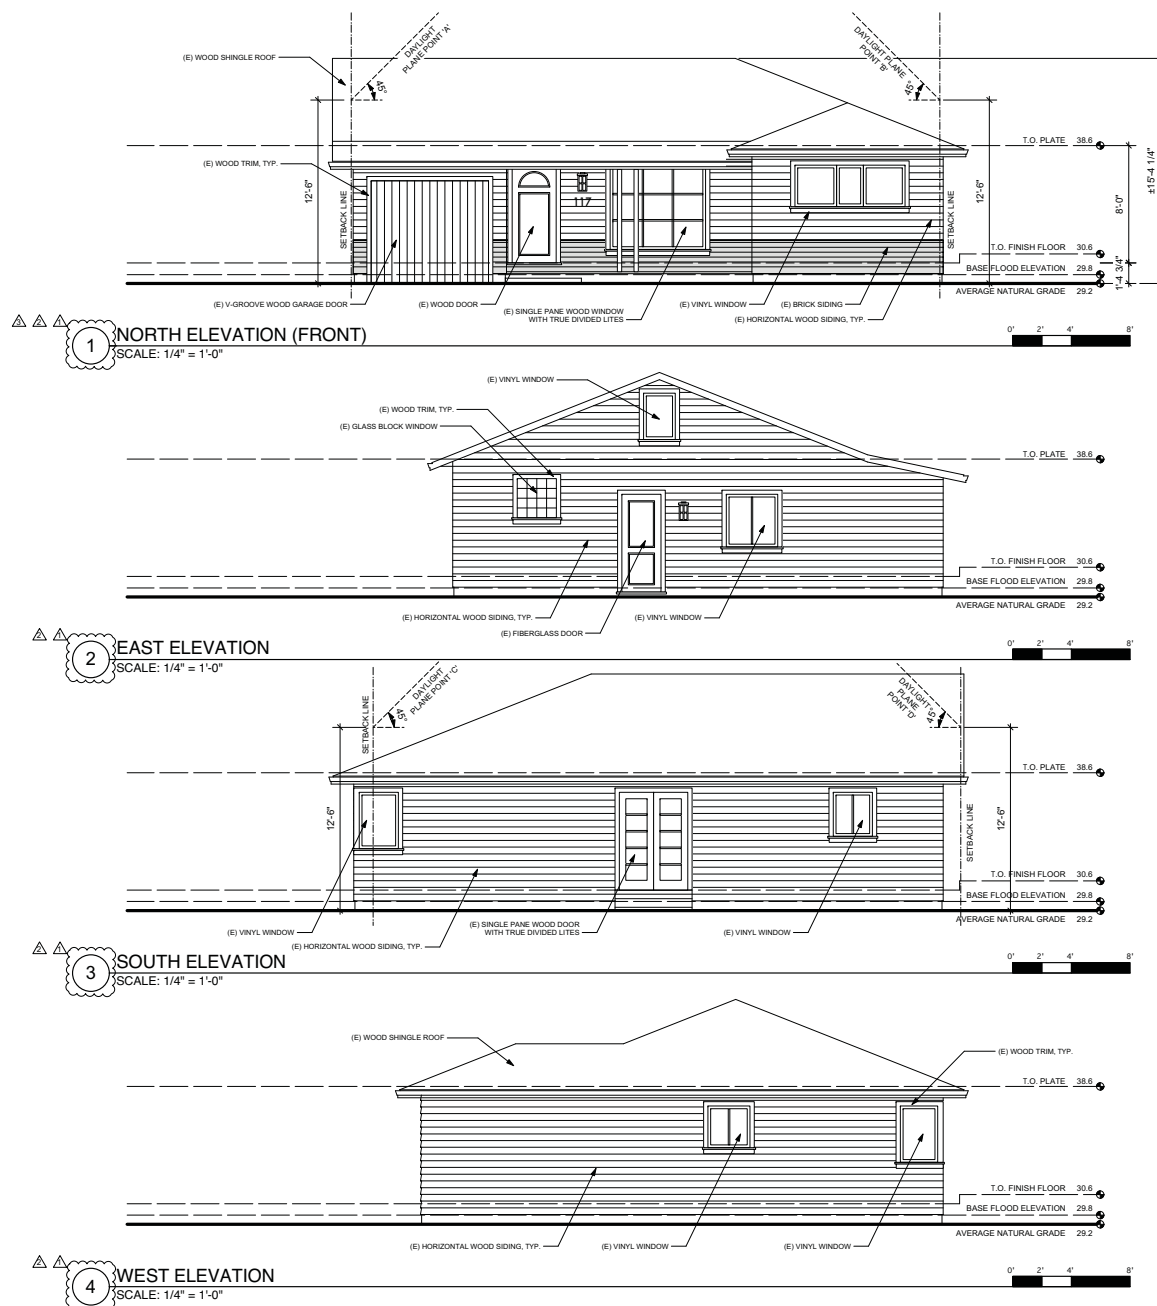 (E) WOOD SHINGLE ROOF
DAYLIGHT
PLANE POINT 'A'
45°
DAYLIGHT PLANE
POINT 'B'
45°
T.O. PLATE 38.6
(E) WOOD TRIM, TYP.
12'-6"
SETBACK LINE
117
12'-6"
SETBACK LINE
8'-0"
±15'-4 1/4"
T.O. FINISH FLOOR 30.6
BASE FLOOD ELEVATION 29.8
1'-4 3/4"
AVERAGE NATURAL GRADE 29.2
(E) V-GROOVE WOOD GARAGE DOOR
(E) WOOD DOOR
(E) SINGLE PANE WOOD WINDOW
WITH TRUE DIVIDED LITES
(E) VINYL WINDOW
(E) BRICK SIDING
(E) HORIZONTAL WOOD SIDING, TYP.
3 2 1
1 NORTH ELEVATION (FRONT)
SCALE: 1/4" = 1'-0"
0' 2' 4' 8'
(E) VINYL WINDOW
(E) WOOD TRIM, TYP.
(E) GLASS BLOCK WINDOW
T.O. PLATE 38.6
T.O. FINISH FLOOR 30.6
BASE FLOOD ELEVATION 29.8
AVERAGE NATURAL GRADE 29.2
(E) HORIZONTAL WOOD SIDING, TYP.
(E) FIBERGLASS DOOR
(E) VINYL WINDOW
2 1
2 EAST ELEVATION
SCALE: 1/4" = 1'-0"
0' 2' 4' 8'
SETBACK LINE
DAYLIGHT
PLANE POINT 'C'
45°
DAYLIGHT
PLANE
POINT 'D'
45°
T.O. PLATE 38.6
12'-6"
12'-6"
SETBACK LINE
T.O. FINISH FLOOR 30.6
BASE FLOOD ELEVATION 29.8
AVERAGE NATURAL GRADE 29.2
(E) VINYL WINDOW
(E) HORIZONTAL WOOD SIDING, TYP.
(E) SINGLE PANE WOOD DOOR
WITH TRUE DIVIDED LITES
(E) VINYL WINDOW
2 1
3 SOUTH ELEVATION
SCALE: 1/4" = 1'-0"
0' 2' 4' 8'
(E) WOOD SHINGLE ROOF
(E) WOOD TRIM, TYP.
T.O. PLATE 38.6
T.O. FINISH FLOOR 30.6
BASE FLOOD ELEVATION 29.8
AVERAGE NATURAL GRADE 29.2
(E) HORIZONTAL WOOD SIDING, TYP.
(E) VINYL WINDOW
(E) VINYL WINDOW
2 1
4 WEST ELEVATION
SCALE: 1/4" = 1'-0"
0' 2' 4' 8'